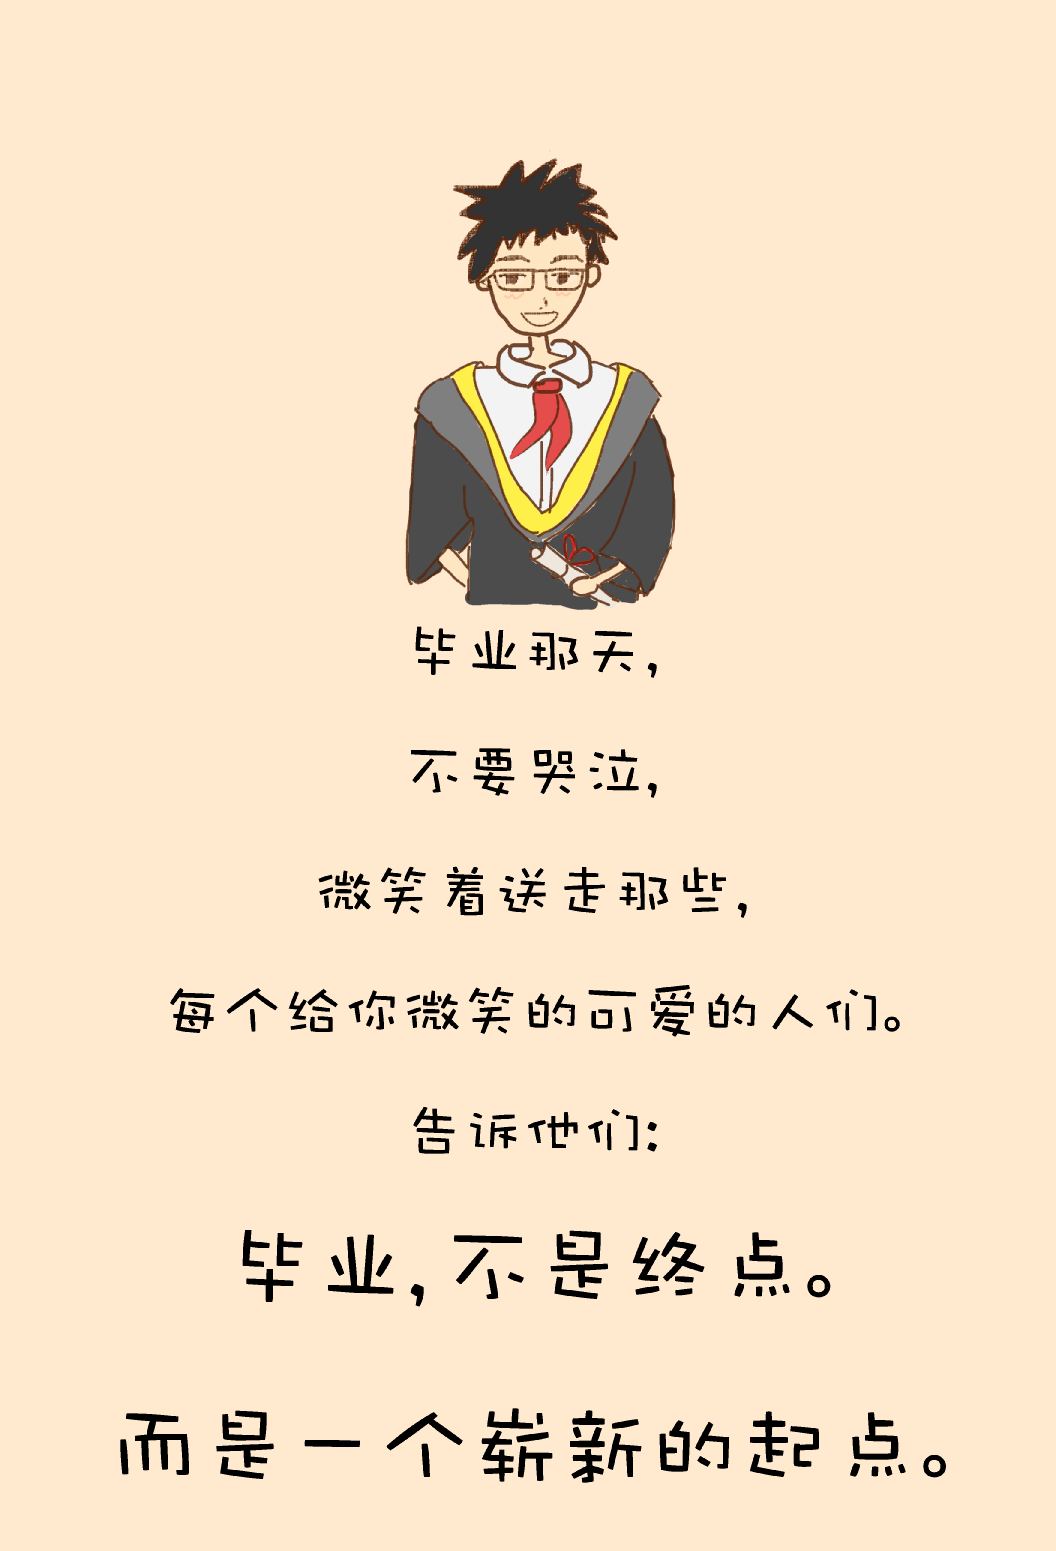 毕业那天,
不要哭泣,
微笑着送走那些,
每个给你微笑的可爱的人们。
告诉他们:
毕业,不是终点。
而是一个崭新的起点。